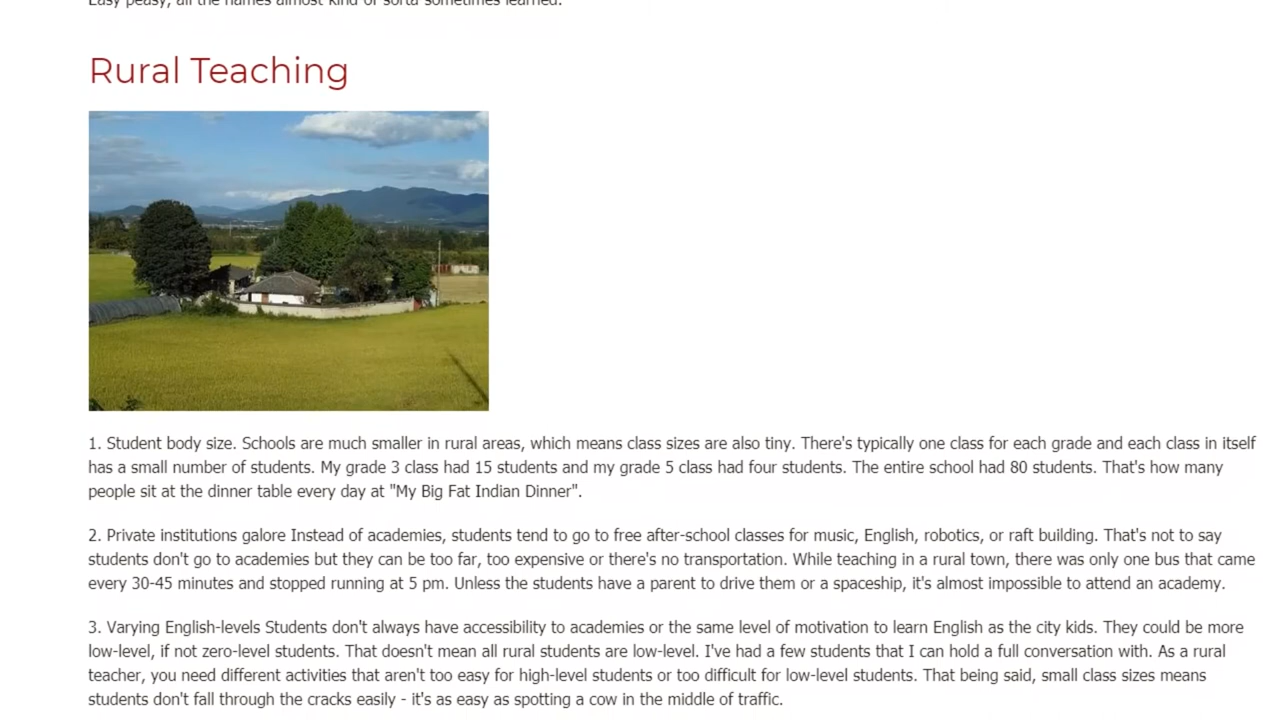 Easy peasy, all the names almost kind of sorta sometimes learned.
Rural Teaching
1. Student body size. Schools are much smaller in rural areas, which means class sizes are also tiny. There's typically one class for each grade and each class in itself
has a small number of students. My grade 3 class had 15 students and my grade 5 class had four students. The entire school had 80 students. That's how many
people sit at the dinner table every day at "My Big Fat Indian Dinner".
2. Private institutions galore Instead of academies, students tend to go to free after-school classes for music, English, robotics, or raft building. That's not to say
students don't go to academies but they can be too far, too expensive or there's no transportation. While teaching in a rural town, there was only one bus that came
every 30-45 minutes and stopped running at 5 pm. Unless the students have a parent to drive them or a spaceship, it's almost impossible to attend an academy.
3. Varying English-levels Students don't always have accessibility to academies or the same level of motivation to learn English as the city kids. They could be more
low-level, if not zero-level students. That doesn't mean all rural students are low-level. I've had a few students that I can hold a full conversation with. As a rural
teacher, you need different activities that aren't too easy for high-level students or too difficult for low-level students. That being said, small class sizes means
students don't fall through the cracks easily - it's as easy as spotting a cow in the middle of traffic.